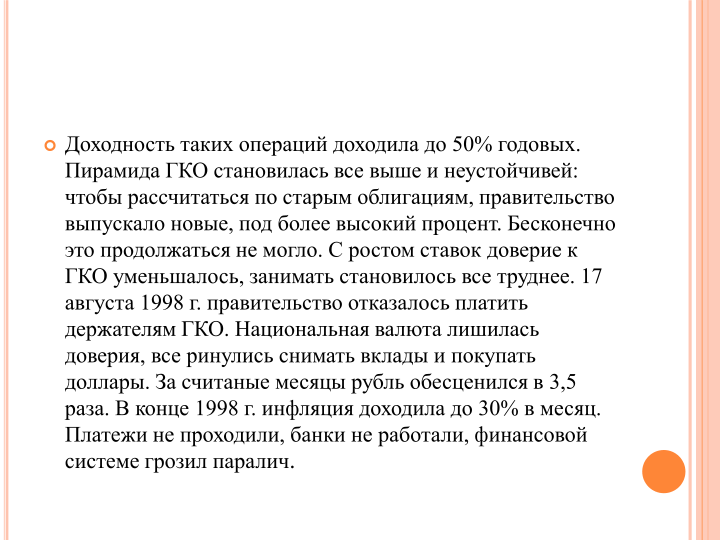 Доходность таких операций доходила до 50% годовых.
Пирамида ГКО становилась все выше и неустойчивей:
чтобы рассчитаться по старым облигациям, правительство
выпускало новые, под более высокий процент. Бесконечно
это продолжаться не могло. С ростом ставок доверие к
ГКО уменьшалось, занимать становилось все труднее. 17
августа 1998 г. правительство отказалось платить
держателям ГКО. Национальная валюта лишилась
доверия, все ринулись снимать вклады и покупать
доллары. За считаные месяцы рубль обесценился в 3,5
раза. В конце 1998 г. инфляция доходила до 30% в месяц.
Платежи не проходили, банки не работали, финансовой
системе грозил паралич.